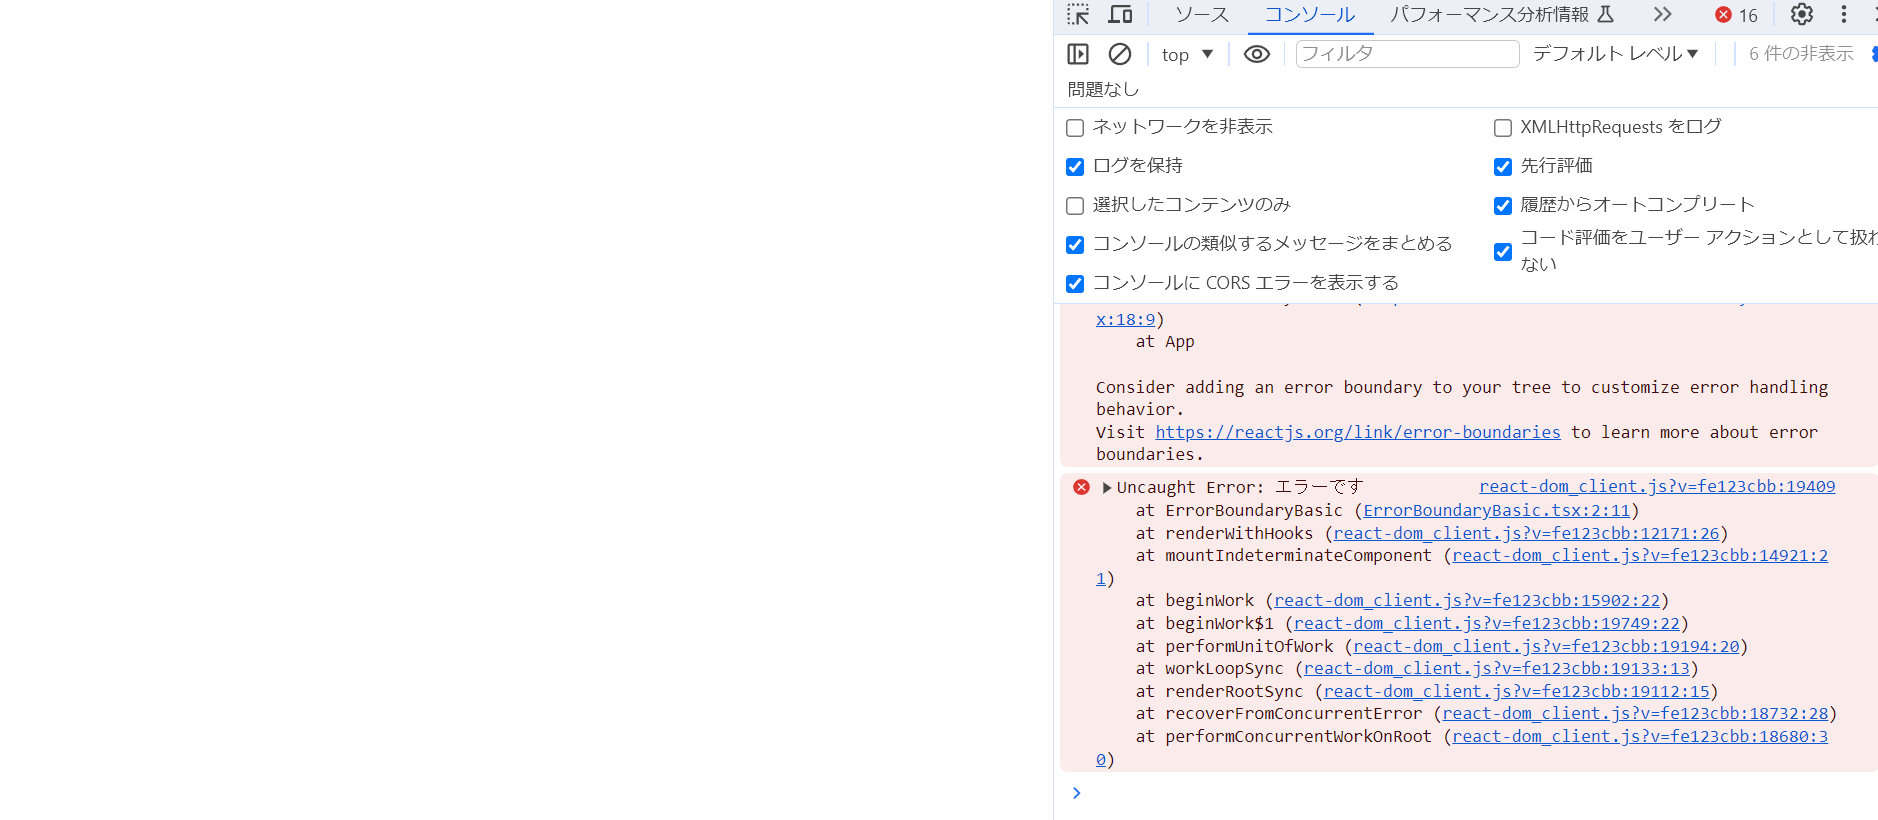 ソース コンソール パフォーマンス分析情報 16
top フィルタ デフォルト レベル 6 件の非表示
問題なし
ネットワークを非表示 XMLHttpRequests をログ
ログを保持 先行評価
選択したコンテンツのみ 履歴からオートコンプリート
コンソールの類似するメッセージをまとめる コード評価をユーザー アクションとして扱わ
ない
コンソールに CORS エラーを表示する
x:18:9)
at App
Consider adding an error boundary to your tree to customize error handling
behavior.
Visit https://reactjs.org/link/error-boundaries to learn more about error
boundaries.
Uncaught Error: エラーです react-dom_client.js?v=fe123cbb:19409
at ErrorBoundaryBasic (ErrorBoundaryBasic.tsx:2:11)
at renderWithHooks (react-dom_client.js?v=fe123cbb:12171:26)
at mountIndeterminateComponent (react-dom_client.js?v=fe123cbb:14921:2
1)
at beginWork (react-dom_client.js?v=fe123cbb:15902:22)
at beginWork$1 (react-dom_client.js?v=fe123cbb:19749:22)
at performUnitOfWork (react-dom_client.js?v=fe123cbb:19194:20)
at workLoopSync (react-dom_client.js?v=fe123cbb:19133:13)
at renderRootSync (react-dom_client.js?v=fe123cbb:19112:15)
at recoverFromConcurrentError (react-dom_client.js?v=fe123cbb:18732:28)
at performConcurrentWorkOnRoot (react-dom_client.js?v=fe123cbb:18680:3
0)